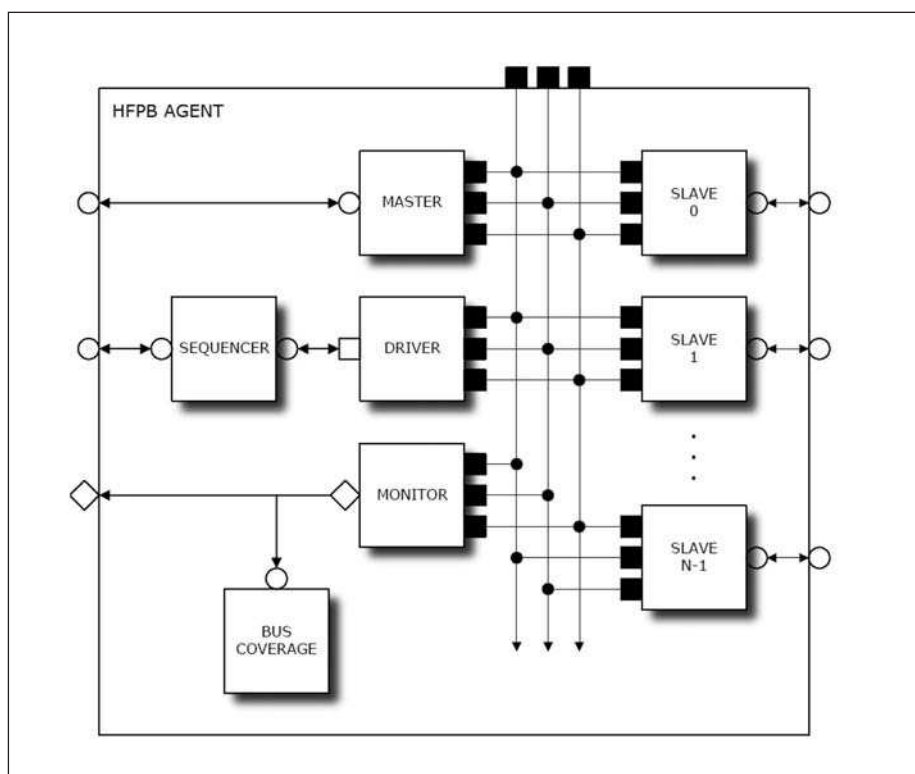 HFPB AGENT
MASTER
SLAVE
0
SEQUENCER
DRIVER
SLAVE
1
MONITOR
SLAVE
N-1
BUS
COVERAGE